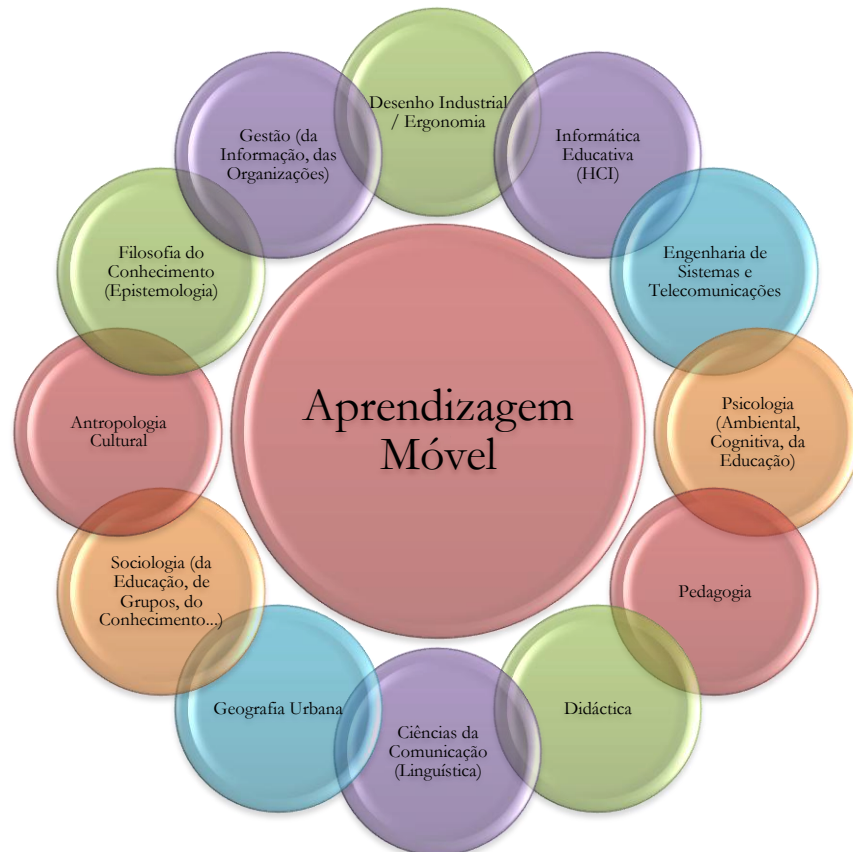 Desenho Industrial
/ Ergonomia
Informática
Educativa
(HCI)
Engenharia de
Sistemas e
Telecomunicações
Psicologia
(Ambiental,
Cognitiva, da
Educação)
Pedagogia
Didáctica
Ciências da
Comunicação
(Linguística)
Geografia Urbana
Sociologia (da
Educação, de
Grupos, do
Conhecimento...)
Antropologia
Cultural
Filosofia do
Conhecimento
(Epistemologia)
Gestão (da
Informação, das
Organizações)
Aprendizagem
Móvel